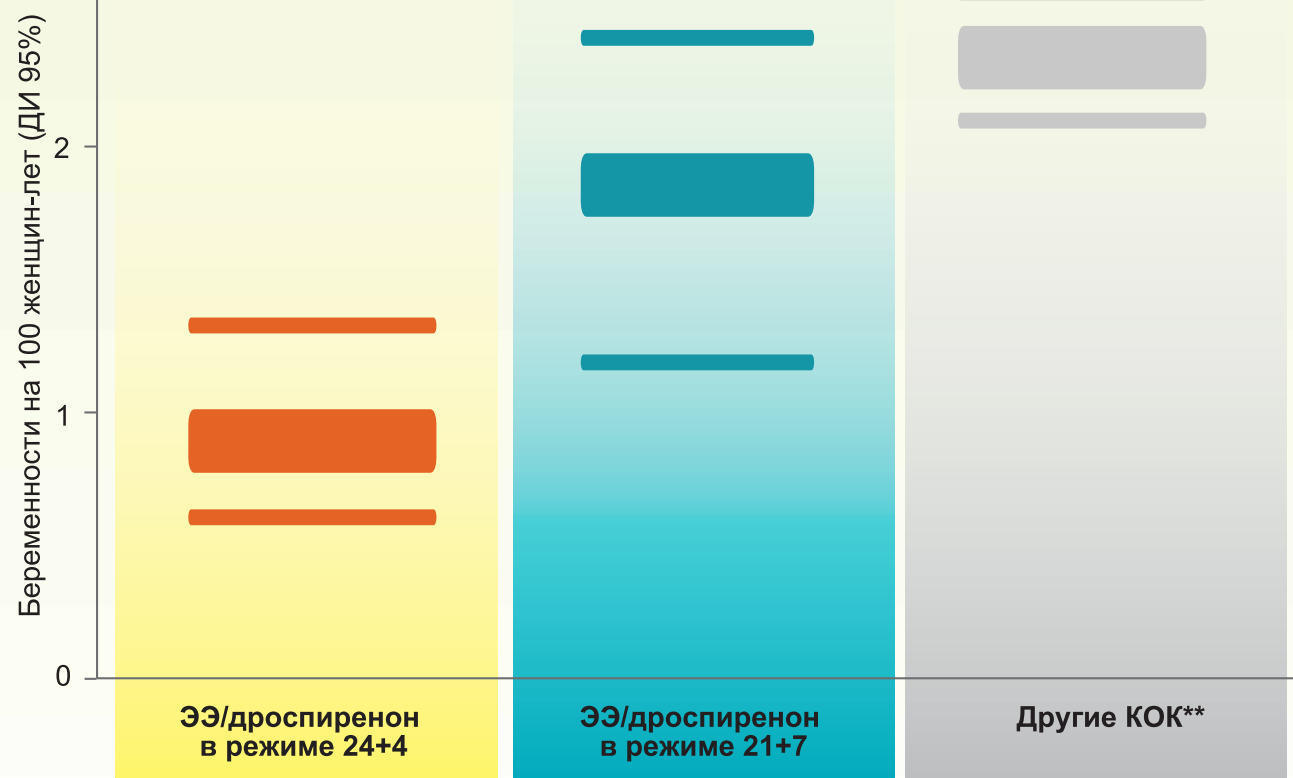 Беременности на 100 женщин-лет (ДИ 95%)
2
1
0
ЭЭ/дроспиренон
в режиме 24+4
ЭЭ/дроспиренон
в режиме 21+7
Другие КОК**